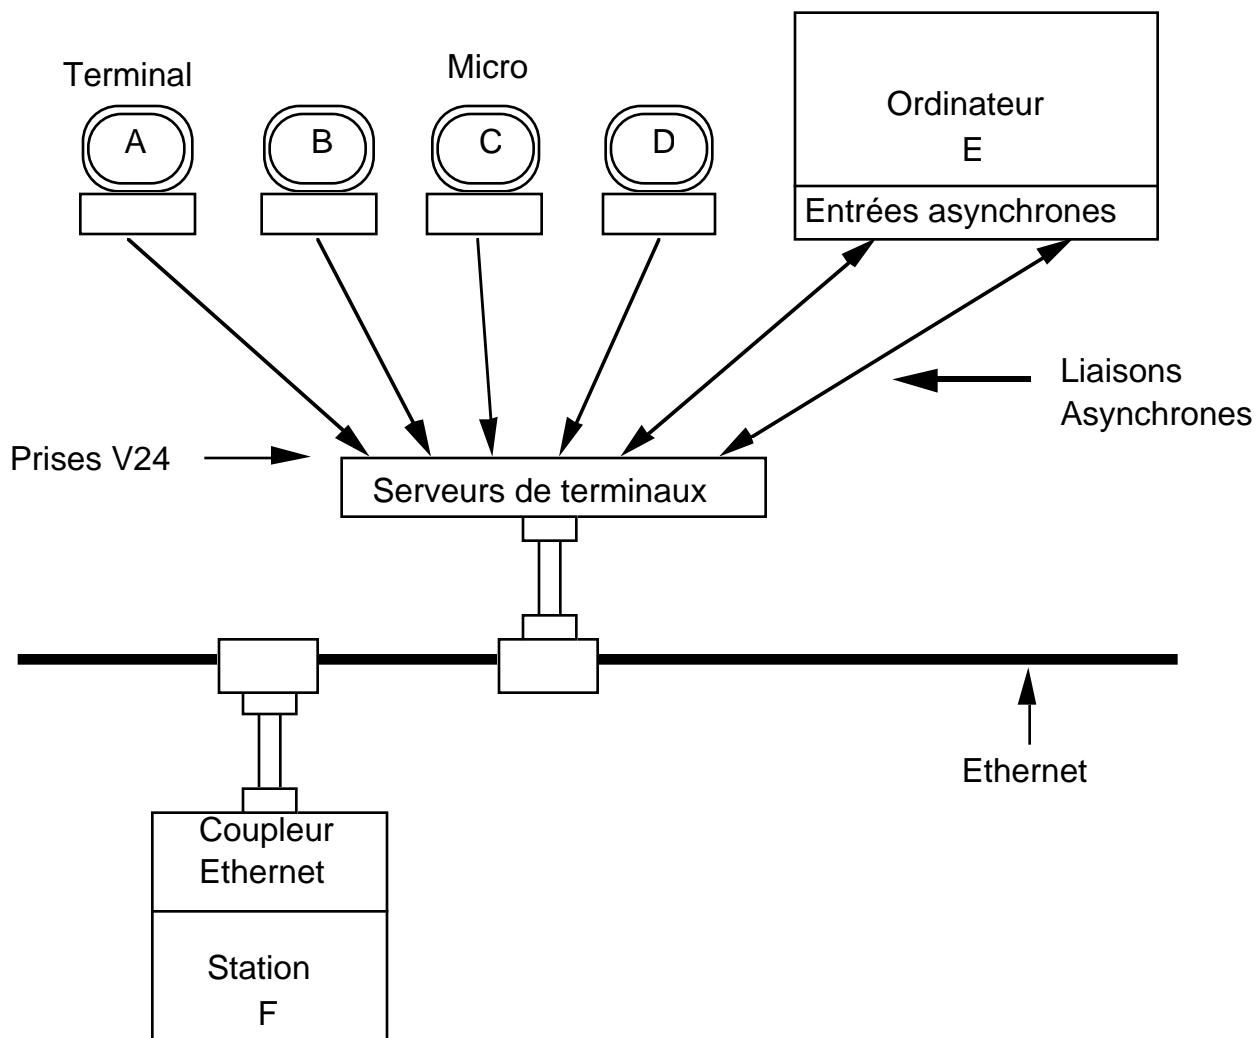 Terminal
Micro
A
B
C
D
Ordinateur
E
Entrées asynchrones
Liaisons
Asynchrones
Prises V24
Serveurs de terminaux
Ethernet
Coupleur
Ethernet
Station
F